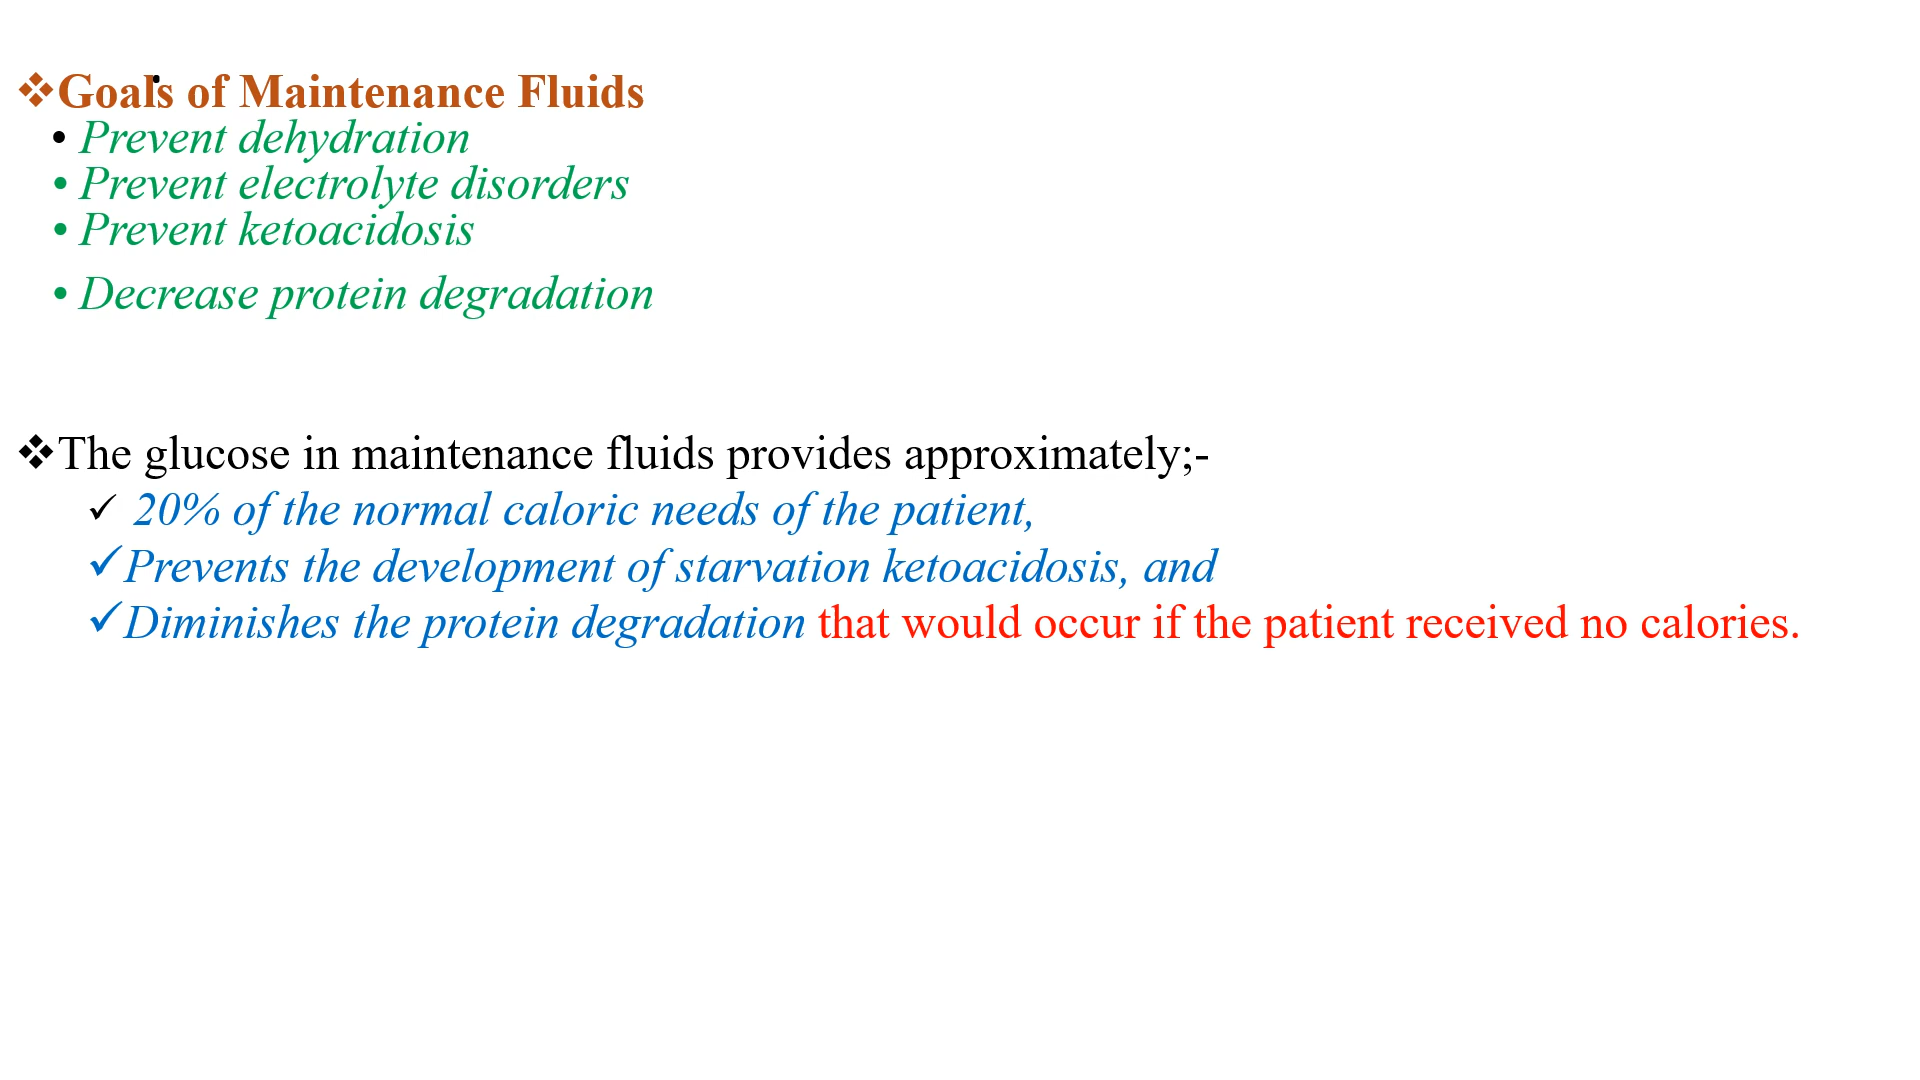 ❖Goals of Maintenance Fluids
• Prevent dehydration
• Prevent electrolyte disorders
• Prevent ketoacidosis
• Decrease protein degradation
❖The glucose in maintenance fluids provides approximately;-
✓ 20% of the normal caloric needs of the patient,
✓Prevents the development of starvation ketoacidosis, and
✓Diminishes the protein degradation that would occur if the patient received no calories.